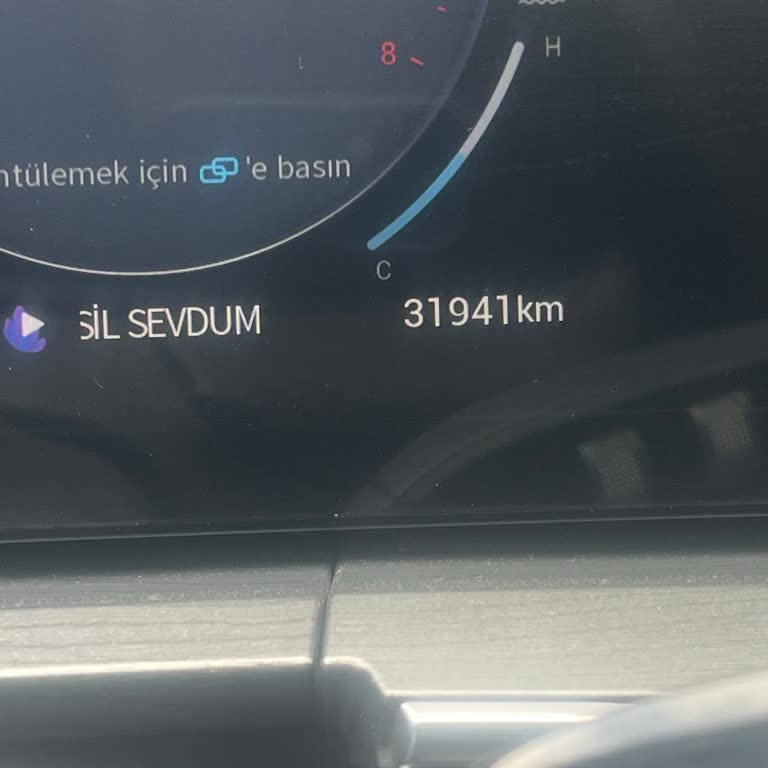 8
H
ntülemek için 'e basın
C
SİL SEVDUM
31941km